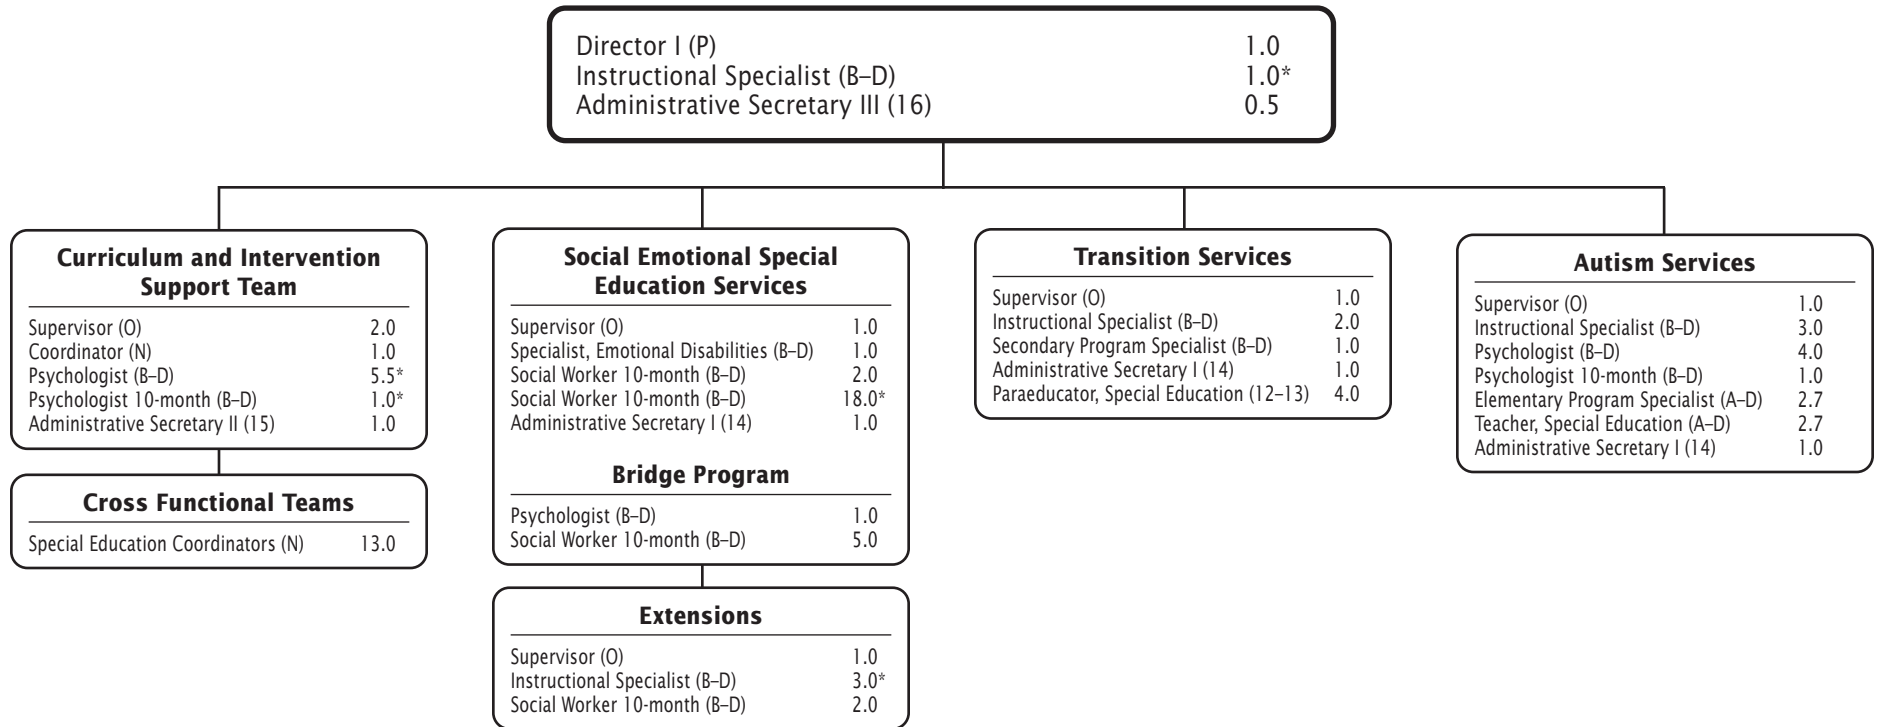 Director I (P) 1.0
Instructional Specialist (B–D) 1.0*
Administrative Secretary III (16) 0.5
Curriculum and Intervention
Support Team
Supervisor (O) 2.0
Coordinator (N) 1.0
Psychologist (B–D) 5.5*
Psychologist 10-month (B–D) 1.0*
Administrative Secretary II (15) 1.0
Cross Functional Teams
Special Education Coordinators (N) 13.0
Social Emotional Special
Education Services
Supervisor (O) 1.0
Specialist, Emotional Disabilities (B–D) 1.0
Social Worker 10-month (B–D) 2.0
Social Worker 10-month (B–D) 18.0*
Administrative Secretary I (14) 1.0
Bridge Program
Psychologist (B–D) 1.0
Social Worker 10-month (B–D) 5.0
Extensions
Supervisor (O) 1.0
Instructional Specialist (B–D) 3.0*
Social Worker 10-month (B–D) 2.0
Transition Services
Supervisor (O) 1.0
Instructional Specialist (B–D) 2.0
Secondary Program Specialist (B–D) 1.0
Administrative Secretary I (14) 1.0
Paraeducator, Special Education (12–13) 4.0
Autism Services
Supervisor (O) 1.0
Instructional Specialist (B–D) 3.0
Psychologist (B–D) 4.0
Psychologist 10-month (B–D) 1.0
Elementary Program Specialist (A–D) 2.7
Teacher, Special Education (A–D) 2.7
Administrative Secretary I (14) 1.0